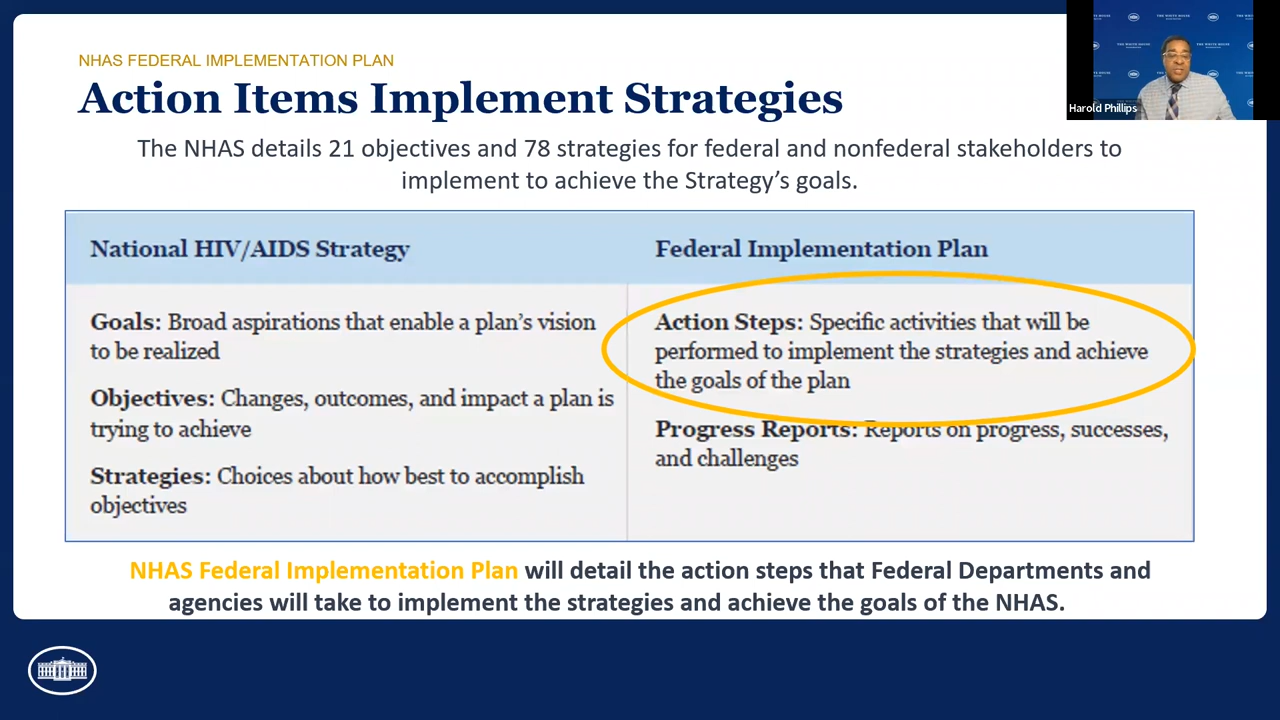 NHAS FEDERAL IMPLEMENTATION PLAN
Action Items Implement Strategies
Harold Phillips
The NHAS details 21 objectives and 78 strategies for federal and nonfederal stakeholders to
implement to achieve the Strategy's goals.
National HIV/AIDS Strategy
Goals: Broad aspirations that enable a plan's vision
to be realized
Objectives: Changes, outcomes, and impact a plan is
trying to achieve
Strategies: Choices about how best to accomplish
objectives
Federal Implementation Plan
Action Steps: Specific activities that will be
performed to implement the strategies and achieve
the goals of the plan
Progress Reports: Reports on progress, successes,
and challenges
NHAS Federal Implementation Plan will detail the action steps that Federal Departments and
agencies will take to implement the strategies and achieve the goals of the NHAS.